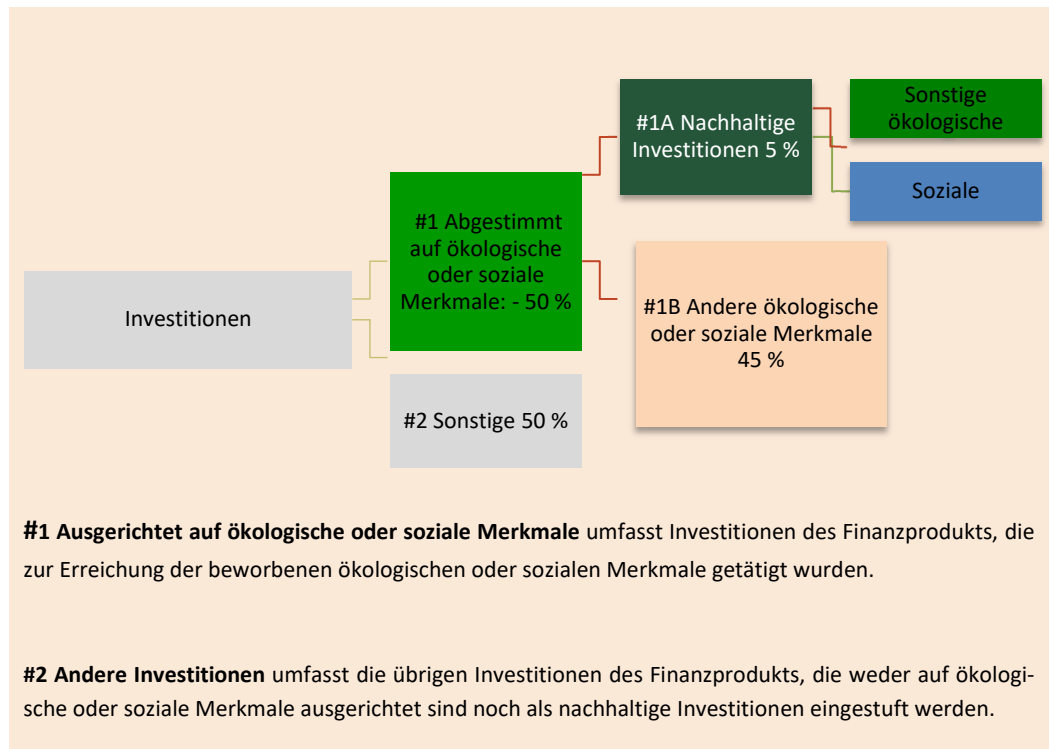 Investitionen
#1 Abgestimmt
auf ökologische
oder soziale
Merkmale: - 50 %
#2 Sonstige 50 %
#1A Nachhaltige
Investitionen 5 %
#1B Andere ökologische
oder soziale Merkmale
45 %
Sonstige
ökologische
Soziale
#1 Ausgerichtet auf ökologische oder soziale Merkmale umfasst Investitionen des Finanzprodukts, die
zur Erreichung der beworbenen ökologischen oder sozialen Merkmale getätigt wurden.
#2 Andere Investitionen umfasst die übrigen Investitionen des Finanzprodukts, die weder auf ökologi-
sche oder soziale Merkmale ausgerichtet sind noch als nachhaltige Investitionen eingestuft werden.